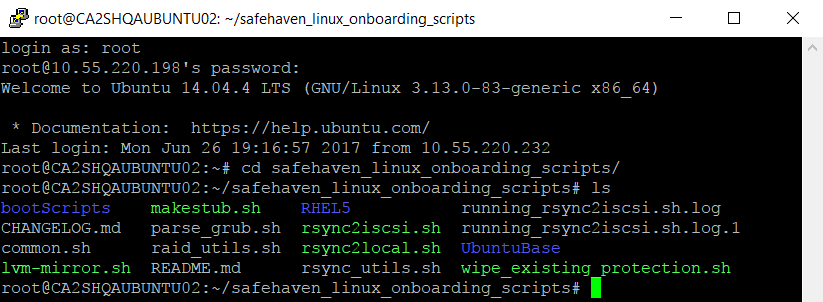 root@CA2SHQAUBUNTU02: ~/safehaven_linux_onboarding_scripts
login as: root
root@10.55.220.198's password:
Welcome to Ubuntu 14.04.4 LTS (GNU/Linux 3.13.0-83-generic x86_64)
* Documentation:  https://help.ubuntu.com/
Last login: Mon Jun 26 19:16:57 2017 from 10.55.220.232
root@CA2SHQAUBUNTU02:~# cd safehaven_linux_onboarding_scripts/
root@CA2SHQAUBUNTU02:~/safehaven_linux_onboarding_scripts# ls
bootScripts   makestub.sh    RHEL5           running_rsync2iscsi.sh.log
CHANGELOG.md  parse_grub.sh  rsync2iscsi.sh  running_rsync2iscsi.sh.log.1
common.sh     raid_utils.sh  rsync2local.sh  UbuntuBase
lvm-mirror.sh  README.md      rsync_utils.sh  wipe_existing_protection.sh
root@CA2SHQAUBUNTU02:~/safehaven_linux_onboarding_scripts#